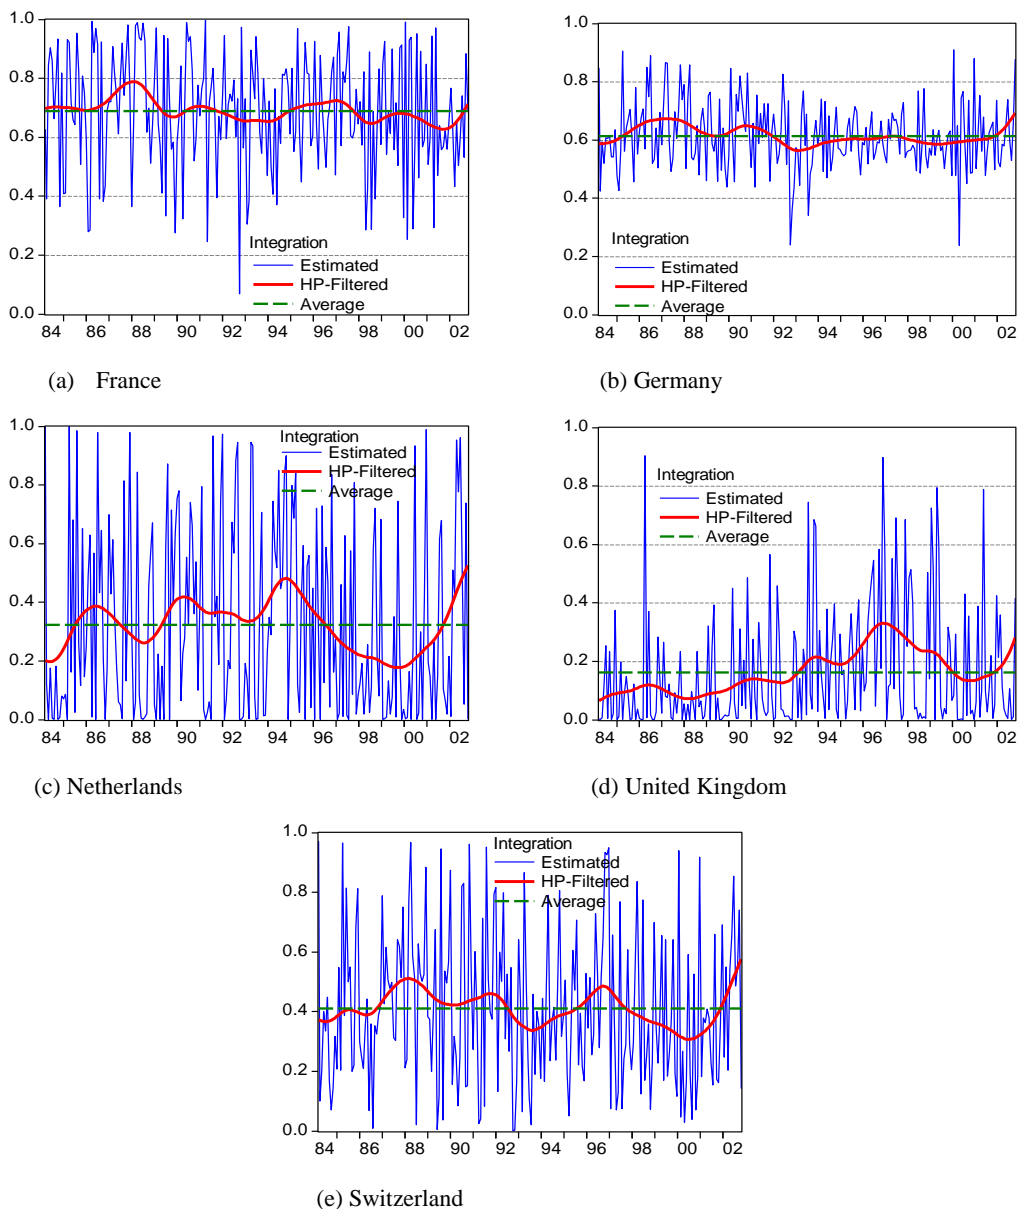 1.0
0.8
0.6
0.4
0.2
0.0
Integration
Estimated
HP-Filtered
Average
84 86 88 90 92 94 96 98 00 02
(a) France
1.0
0.8
0.6
0.4
0.2
0.0
Integration
Estimated
HP-Filtered
Average
84 86 88 90 92 94 96 98 00 02
(b) Germany
1.0
0.8
0.6
0.4
0.2
0.0
Integration
Estimated
HP-Filtered
Average
84 86 88 90 92 94 96 98 00 02
(c) Netherlands
1.0
0.8
0.6
0.4
0.2
0.0
Integration
Estimated
HP-Filtered
Average
84 86 88 90 92 94 96 98 00 02
(d) United Kingdom
1.0
0.8
0.6
0.4
0.2
0.0
Integration
Estimated
HP-Filtered
Average
84 86 88 90 92 94 96 98 00 02
(e) Switzerland